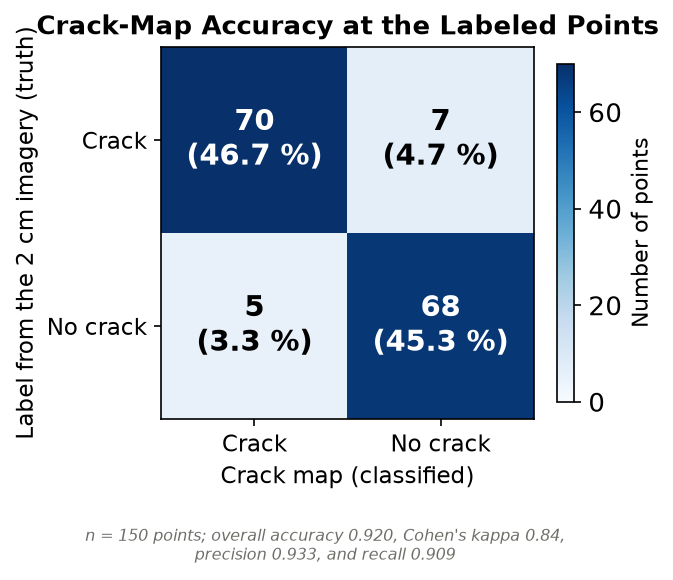 Crack-Map Accuracy at the Labeled Points
Label from the 2 cm imagery (truth)
Crack
No crack
70
(46.7 %)
7
(4.7 %)
5
(3.3 %)
68
(45.3 %)
Crack
No crack
Crack map (classified)
60
40
20
0
Number of points
n = 150 points; overall accuracy 0.920, Cohen's kappa 0.84,
precision 0.933, and recall 0.909